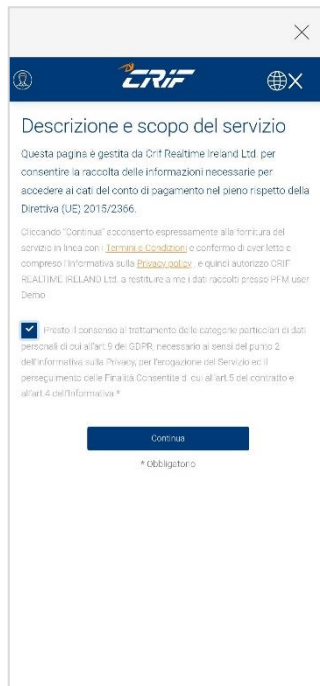 CRIF
Descrizione e scopo del servizio
Questa pagina è gestita da Crif Realtime Ireland Ltd. per
consentire la raccolta delle informazioni necessarie per
accedere ai cati del conto di pagamento nel pieno rispetto della
Direttiva (UE) 2015/2366.
Cliccando "Continua" acconsento espressamente alla fornitura del
servizio in linea con i Termini e Condizioni e confermo di aver letto e
compreso l'Informativa sulla Privacy policy , e quindi autorizzo CRIF
REALTIME IRELAND Ltd. a restituire a me i dati raccolti presso PFM user
Demo
Presto il consenso al trattamento delle categorie particolari di dati
personali di cui all'art.9 del GDPR, necessario ai sensi del punto 2
dell'Informativa sulla Privacy, per l'erogazione del Servizio ed il
perseguimento delle Finalità Consentite di cui all'art.5 del contratto e
all'art.4 dell'Informativa *
Continua
* Obbligatorio